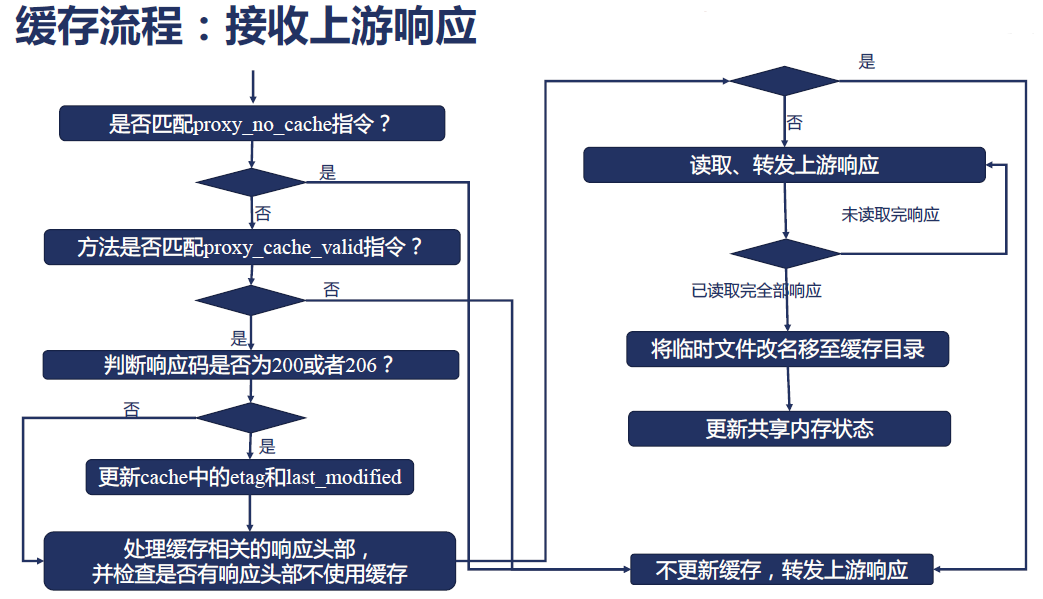 缓存流程：接收上游响应
是否匹配proxy_no_cache指令？
是
否
方法是否匹配proxy_cache_valid指令？
否
是
判断响应码是否为200或者206？
否
是
更新cache中的etag和last_modified
处理缓存相关的响应头部，
并检查是否有响应头部不使用缓存
是
否
读取、转发上游响应
未读取完响应
已读取完全部响应
将临时文件改名移至缓存目录
更新共享内存状态
不更新缓存，转发上游响应